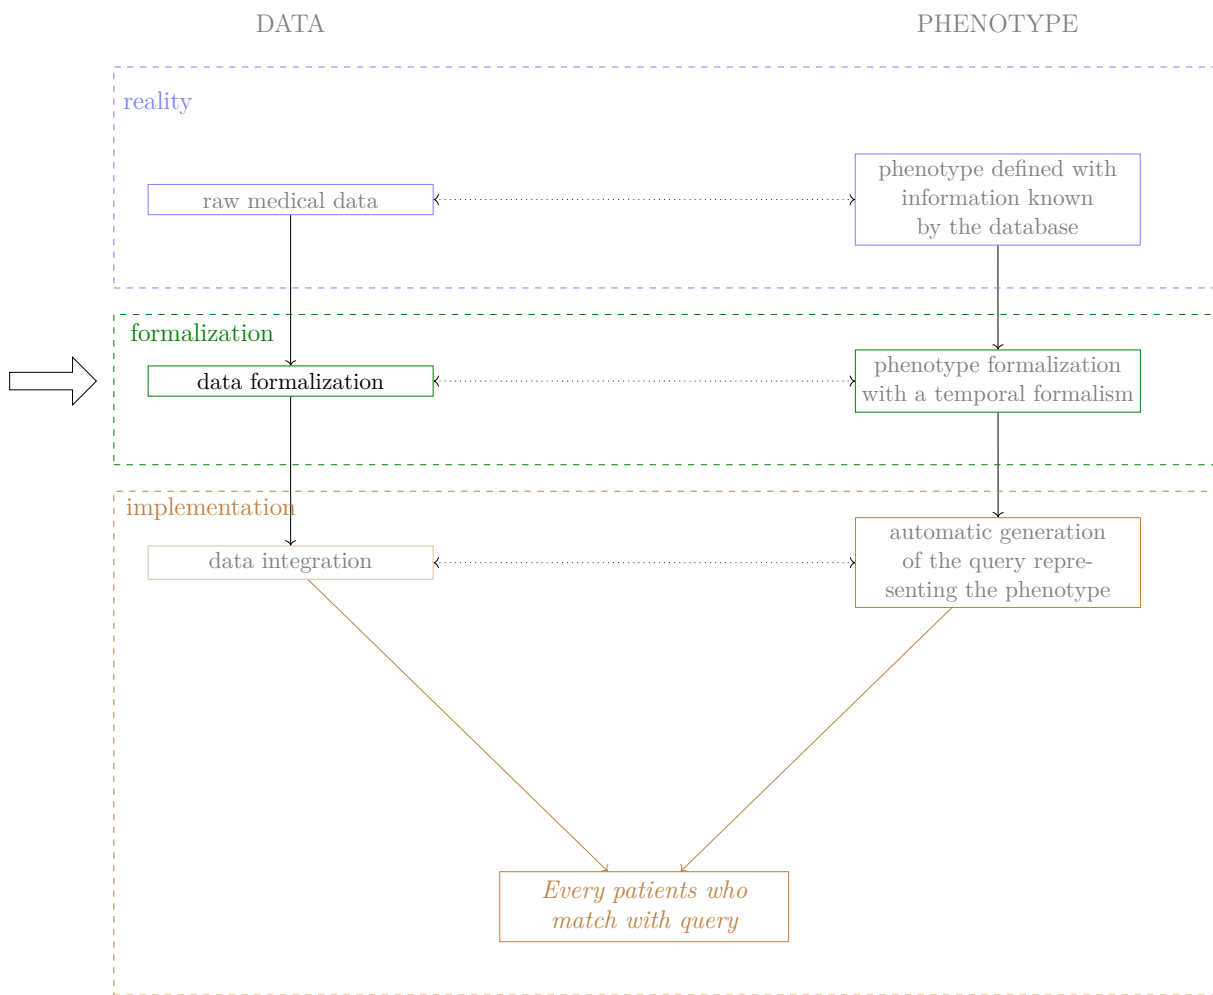 DATA
PHENOTYPE
reality
raw medical data
phenotype defined with
information known
by the database
formalization
data formalization
phenotype formalization
with a temporal formalism
implementation
data integration
automatic generation
of the query repre-
senting the phenotype
Every patients who
match with query